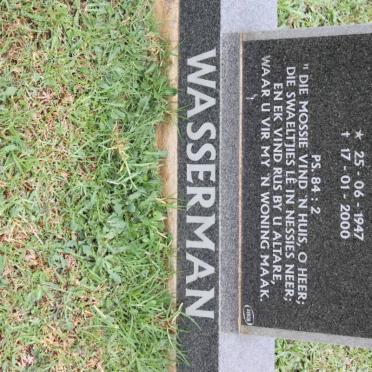 ★ 25 - 06 - 1947
✝ 17 - 01 - 2000
PS. 84 : 2
" DIE MOSSIE VIND 'N HUIS, O HEER;
DIE SWAELTJIES LÊ IN NESSIES NEER;
EN EK VIND RUS BY U ALTARE,
WAAR U VIR MY 'N WONING MAAK. "
WASSERMAN